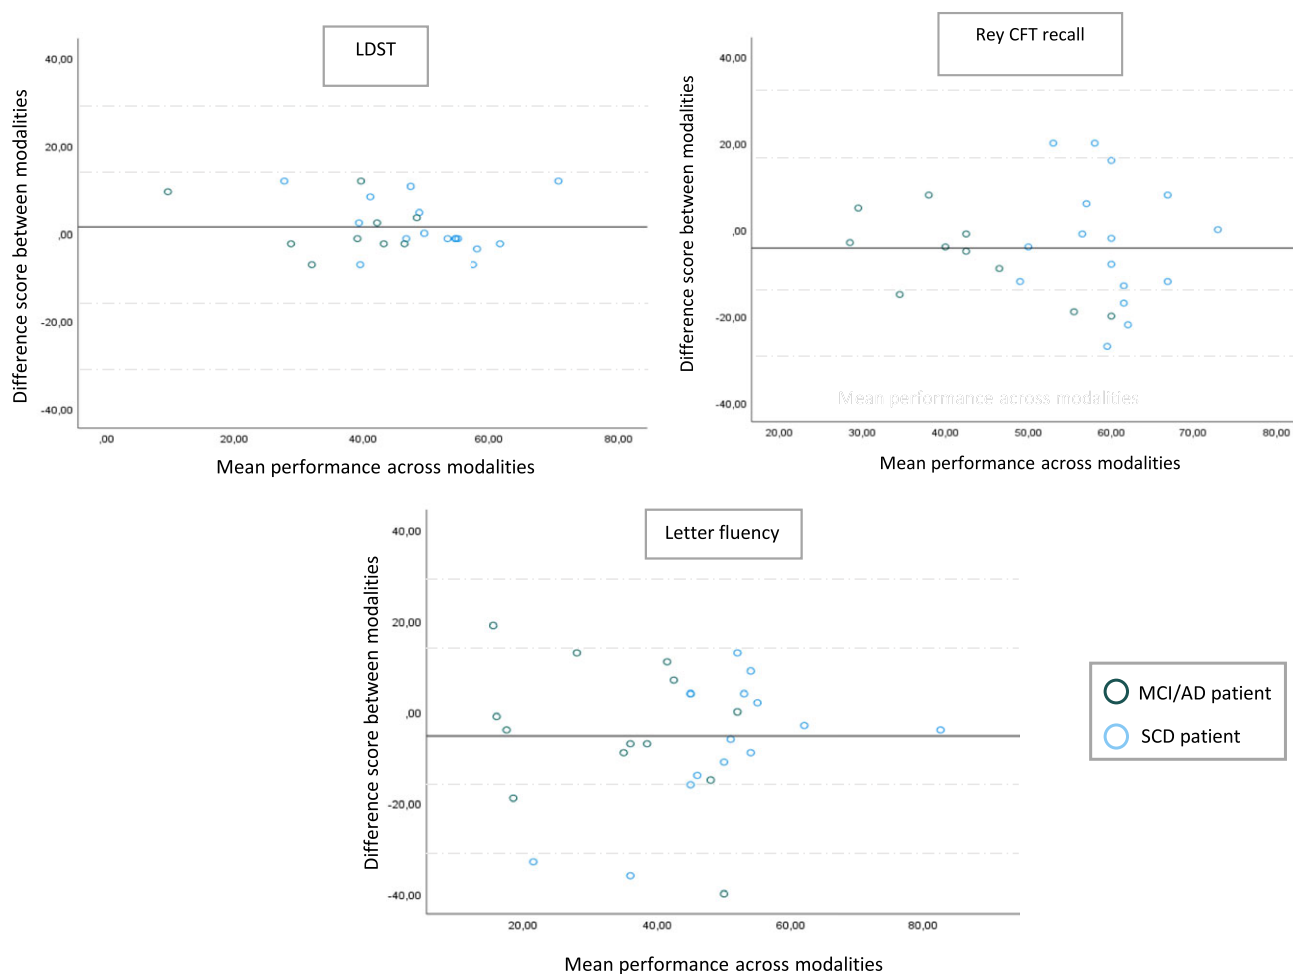 LDST
Difference score between modalities
40,00
20,00
,00
-20,00
-40,00
,00
20,00
40,00
60,00
80,00
Mean performance across modalities
Rey CFT recall
Difference score between modalities
40,00
20,00
,00
-20,00
-40,00
Mean performance across modalities
20,00
30,00
40,00
50,00
60,00
70,00
80,00
Mean performance across modalities
Letter fluency
Difference score between modalities
40,00
20,00
,00
-20,00
-40,00
20,00
40,00
60,00
80,00
Mean performance across modalities
MCI/AD patient
SCD patient